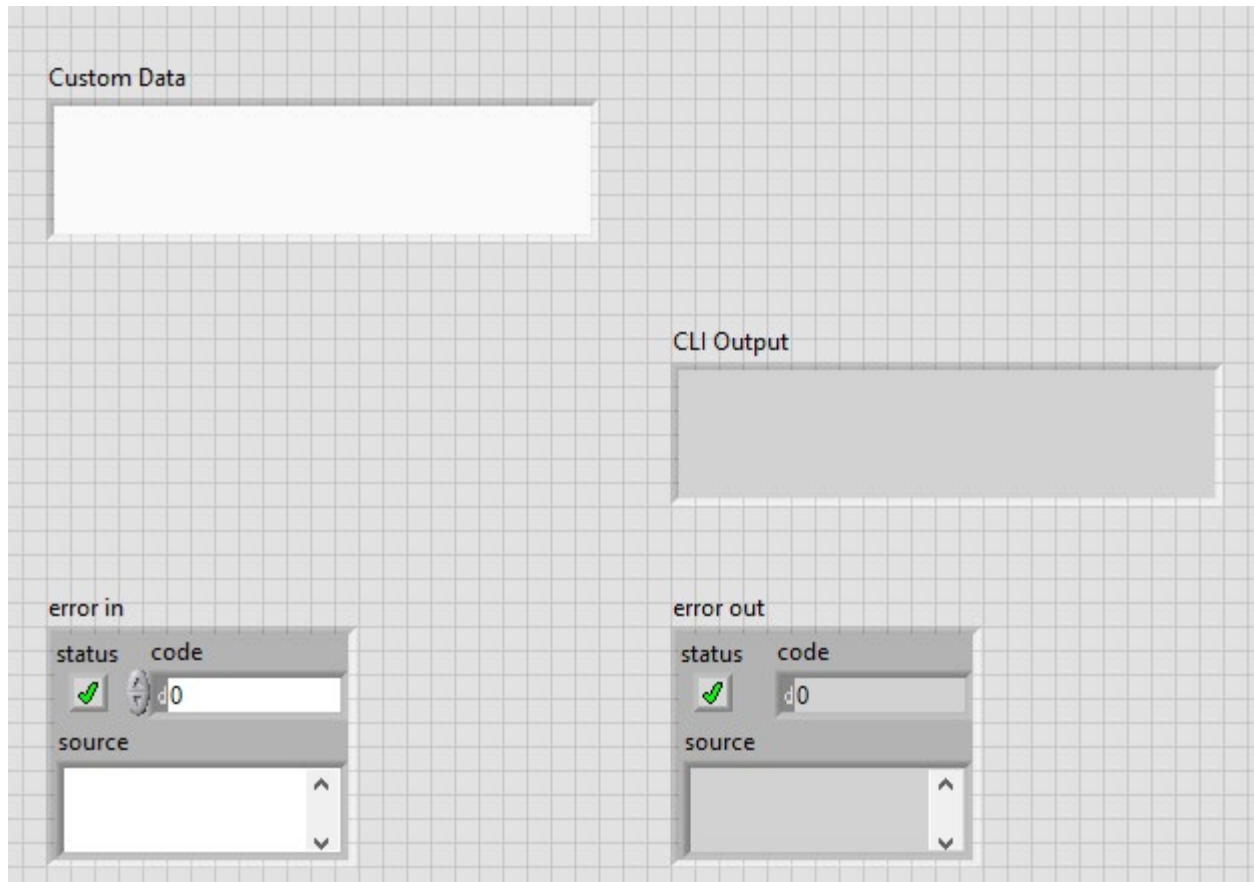 Custom Data
CLI Output
error in
error out
status code
status code
d 0
d 0
source
source